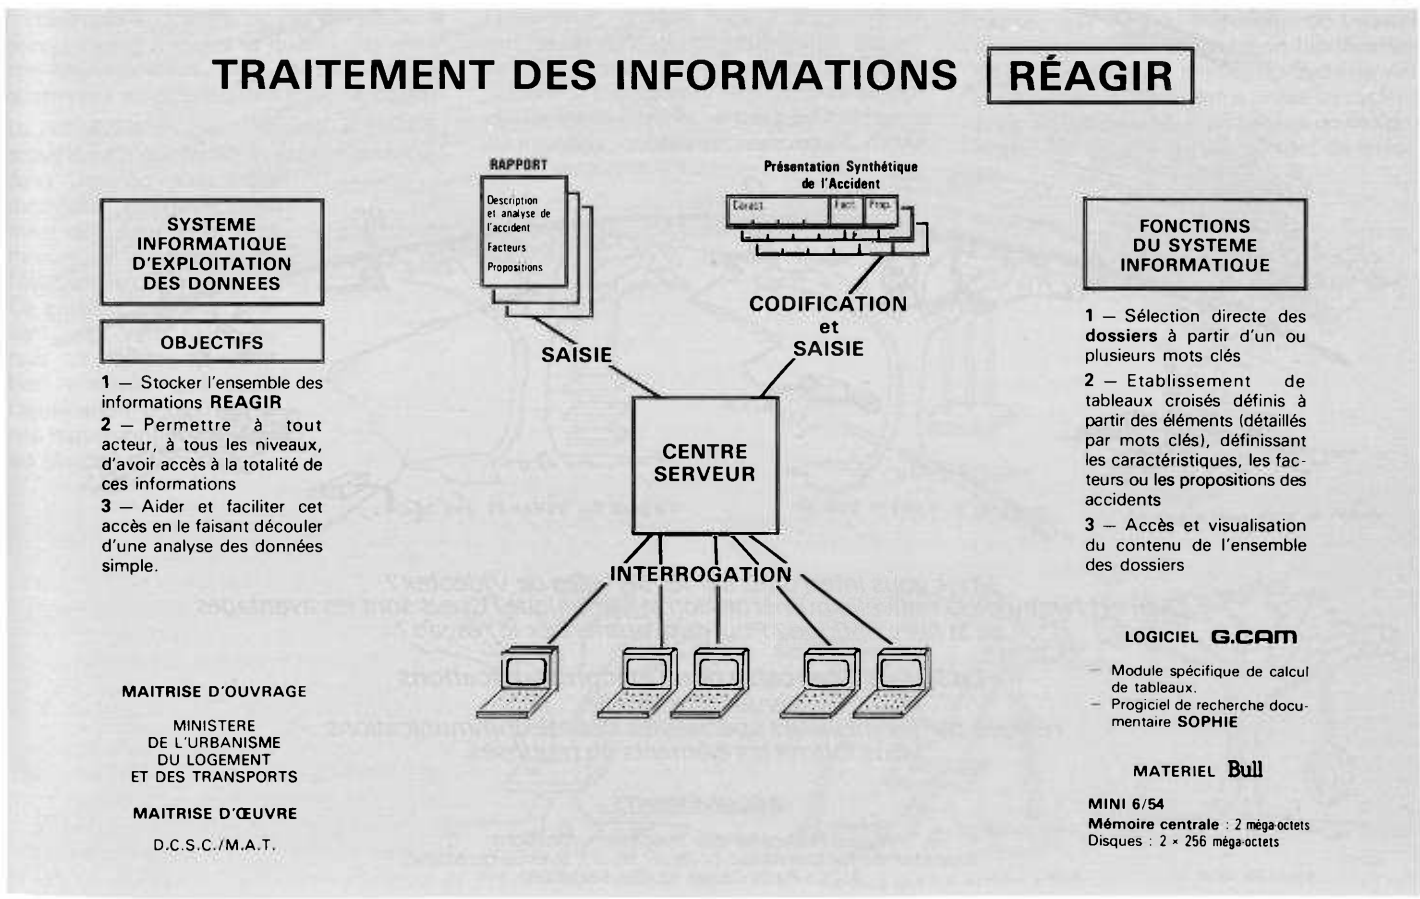 TRAITEMENT DES INFORMATIONS RÉAGIR
SYSTEME
INFORMATIQUE
D'EXPLOITATION
DES DONNEES
OBJECTIFS
1 — Stocker l'ensemble des
informations REAGIR
2 — Permettre à tout
acteur, à tous les niveaux,
d'avoir accès à la totalité de
ces informations
3 — Aider et faciliter cet
accès en le faisant découler
d'une analyse des données
simple.
MAITRISE D'OUVRAGE
MINISTERE
DE L'URBANISME
DU LOGEMENT
ET DES TRANSPORTS
MAITRISE D'ŒUVRE
D.C.S.C./M.A.T.
RAPPORT
Description
et analyse de
l'accident
Facteurs
Propositions
Présentation Synthétique
de l'Accident
Caract. Fact. Prop.
SAISIE
CODIFICATION
et
SAISIE
CENTRE
SERVEUR
INTERROGATION
FONCTIONS
DU SYSTEME
INFORMATIQUE
1 — Sélection directe des
dossiers à partir d'un ou
plusieurs mots clés
2 — Etablissement de
tableaux croisés définis à
partir des éléments (détaillés
par mots clés), définissant
les caractéristiques, les fac-
teurs ou les propositions des
accidents
3 — Accès et visualisation
du contenu de l'ensemble
des dossiers
LOGICIEL G.CAM
— Module spécifique de calcul
de tableaux.
— Progiciel de recherche docu-
mentaire SOPHIE
MATERIEL Bull
MINI 6/54
Mémoire centrale : 2 méga-octets
Disques : 2 × 256 méga-octets